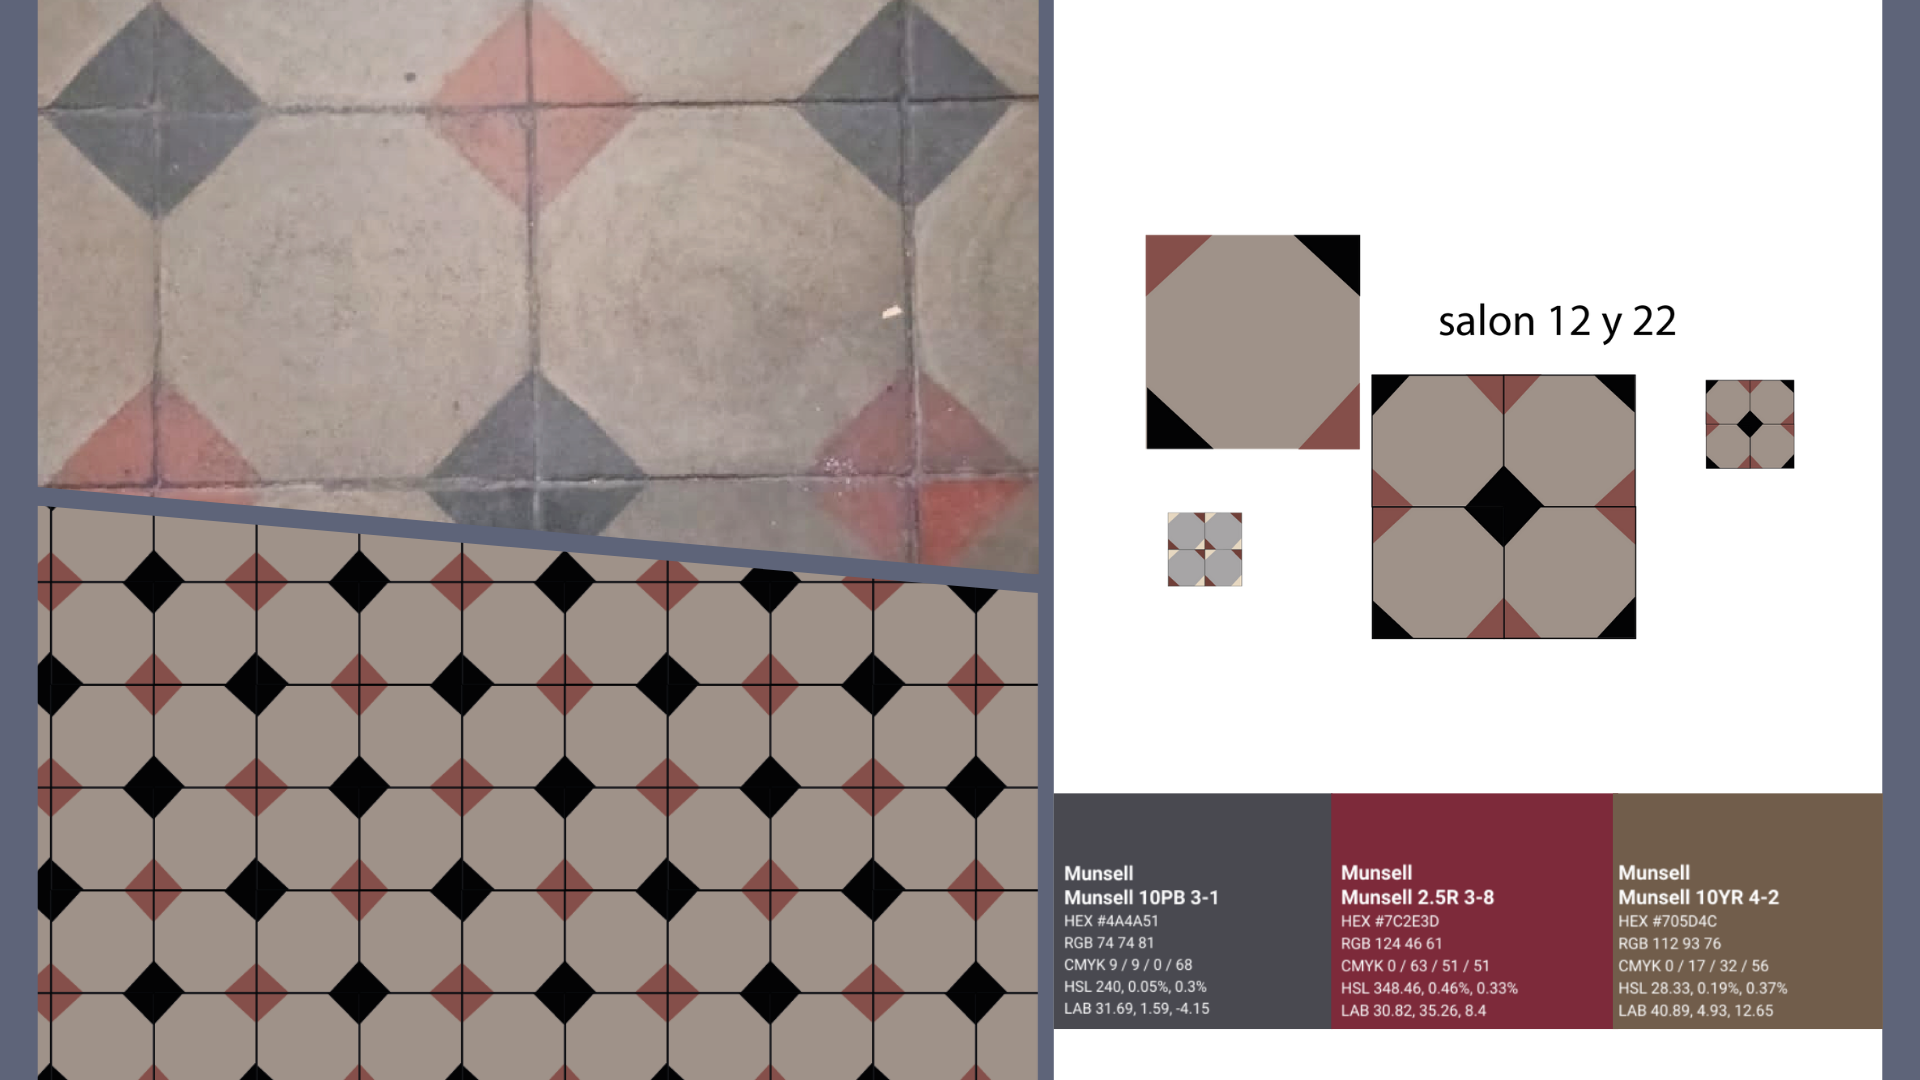 salon 12 y 22
Munsell
Munsell 10PB 3-1
HEX #4A4A51
RGB 74 74 81
CMYK 9 / 9 / 0 / 68
HSL 240, 0.05%, 0.3%
LAB 31.69, 1.59, -4.15
Munsell
Munsell 2.5R 3-8
HEX #7C2E3D
RGB 124 46 61
CMYK 0 / 63 / 51 / 51
HSL 348.46, 0.46%, 0.33%
LAB 30.82, 35.26, 8.4
Munsell
Munsell 10YR 4-2
HEX #705D4C
RGB 112 93 76
CMYK 0 / 17 / 32 / 56
HSL 28.33, 0.19%, 0.37%
LAB 40.89, 4.93, 12.65